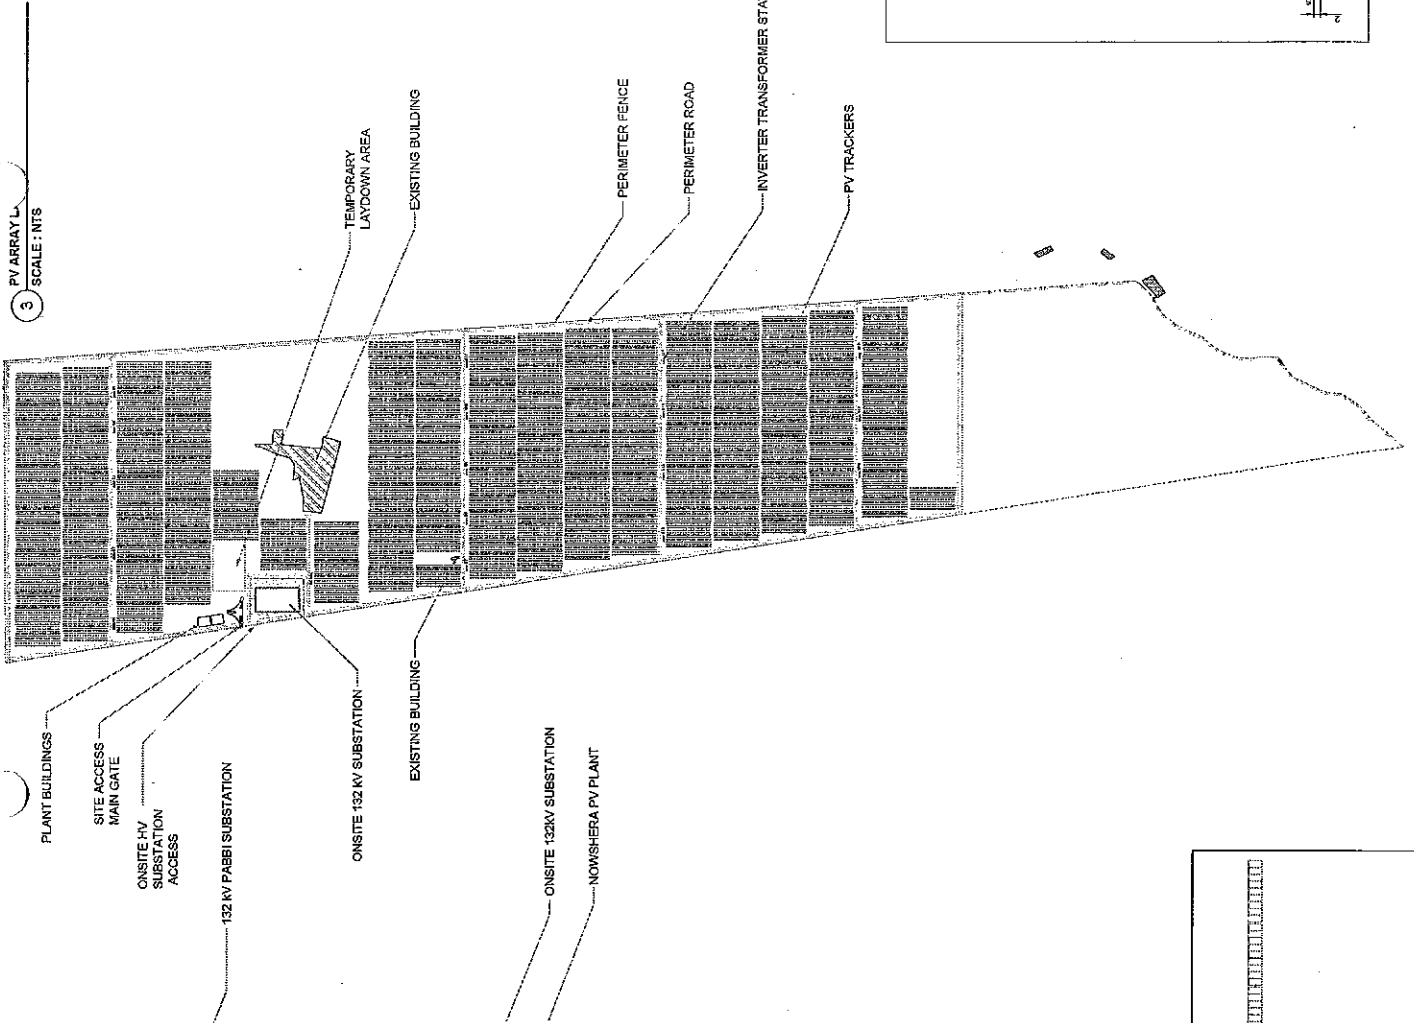 3
PV ARRAY
SCALE : NTS
TEMPORARY
LAYDOWN AREA
EXISTING BUILDING
PERIMETER FENCE
PERIMETER ROAD
INVERTER TRANSFORMER
PV TRACKERS
PLANT BUILDINGS
SITE ACCESS
MAIN GATE
ONSITE HV
SUBSTATION
ACCESS
132 KV PABBI SUBSTATION
ONSITE 132 KV SUBSTATION
EXISTING BUILDING
ONSITE 132KV SUBSTATION
NOWSHERA PV PLANT
2